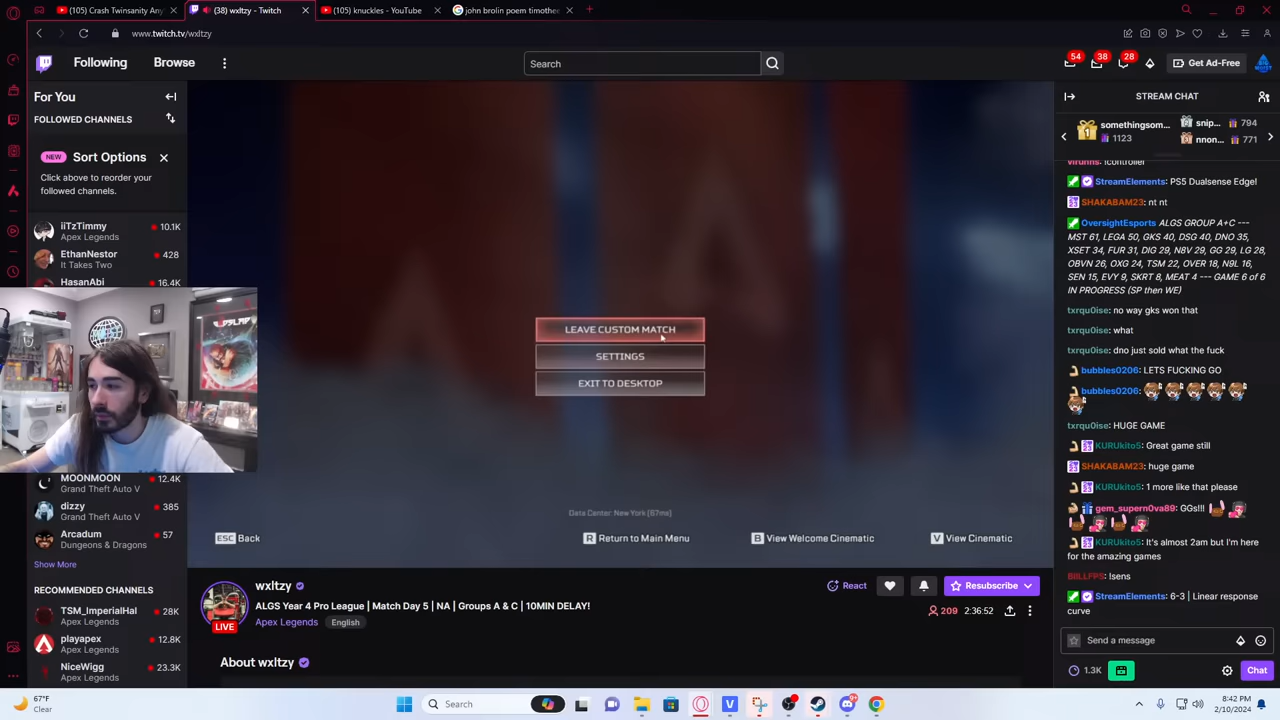 (105) Crash Twinsanity Any
(38) wxltzy - Twitch
(105) knuckles - YouTube
john brolin poem timothee
www.twitch.tv/wxltzy
Following
Browse
Search
54
38
28
Get Ad-Free
For You
FOLLOWED CHANNELS
NEW Sort Options
Click above to reorder your
followed channels.
iiTzTimmy
10.1K
Apex Legends
EthanNestor
428
It Takes Two
HasanAbi
16.4K
MOONMOON
12.4K
Grand Theft Auto V
dizzy
385
Grand Theft Auto V
Arcadum
57
Dungeons & Dragons
Show More
RECOMMENDED CHANNELS
TSM_ImperialHal
28K
Apex Legends
playapex
12.8K
Apex Legends
NiceWigg
23.3K
Apex Legends
LEAVE CUSTOM MATCH
SETTINGS
EXIT TO DESKTOP
Data Center: New York (67ms)
ESC Back
R Return to Main Menu
B View Welcome Cinematic
V View Cinematic
wxltzy
ALGS Year 4 Pro League | Match Day 5 | NA | Groups A & C | 10MIN DELAY!
Apex Legends
English
LIVE
React
Resubscribe
209
2:36:52
About wxltzy
STREAM CHAT
1
somethingsom...
1123
snip...
794
nnon...
771
virunns: !controller
StreamElements: PS5 Dualsense Edge!
SHAKABAM23: nt nt
OversightEsports: ALGS GROUP A+C ---
MST 61, LEGA 50, GKS 40, DSG 40, DNO 35,
XSET 34, FUR 31, DIG 29, NRV 29, GG 29, LG 28,
OBVN 26, OXG 24, TSM 22, OVER 18, NBL 16,
SEN 15, EVY 9, SKRT 8, MEAT 4 --- GAME 6 of 6
IN PROGRESS (SP then WE)
txrqu0ise: no way gks won that
txrqu0ise: what
txrqu0ise: dno just sold what the fuck
bubbles0206: LETS FUCKING GO
bubbles0206:
txrqu0ise: HUGE GAME
KURUkito5: Great game still
SHAKABAM23: huge game
KURUkito5: 1 more like that please
gem_supern0va89: GGs!!!
KURUkito5: It's almost 2am but I'm here
for the amazing games
BIILLFPS: !sens
StreamElements: 6-3 | Linear response
curve
Send a message
1.3K
Chat
67°F
Clear
Search
8:42 PM
2/10/2024